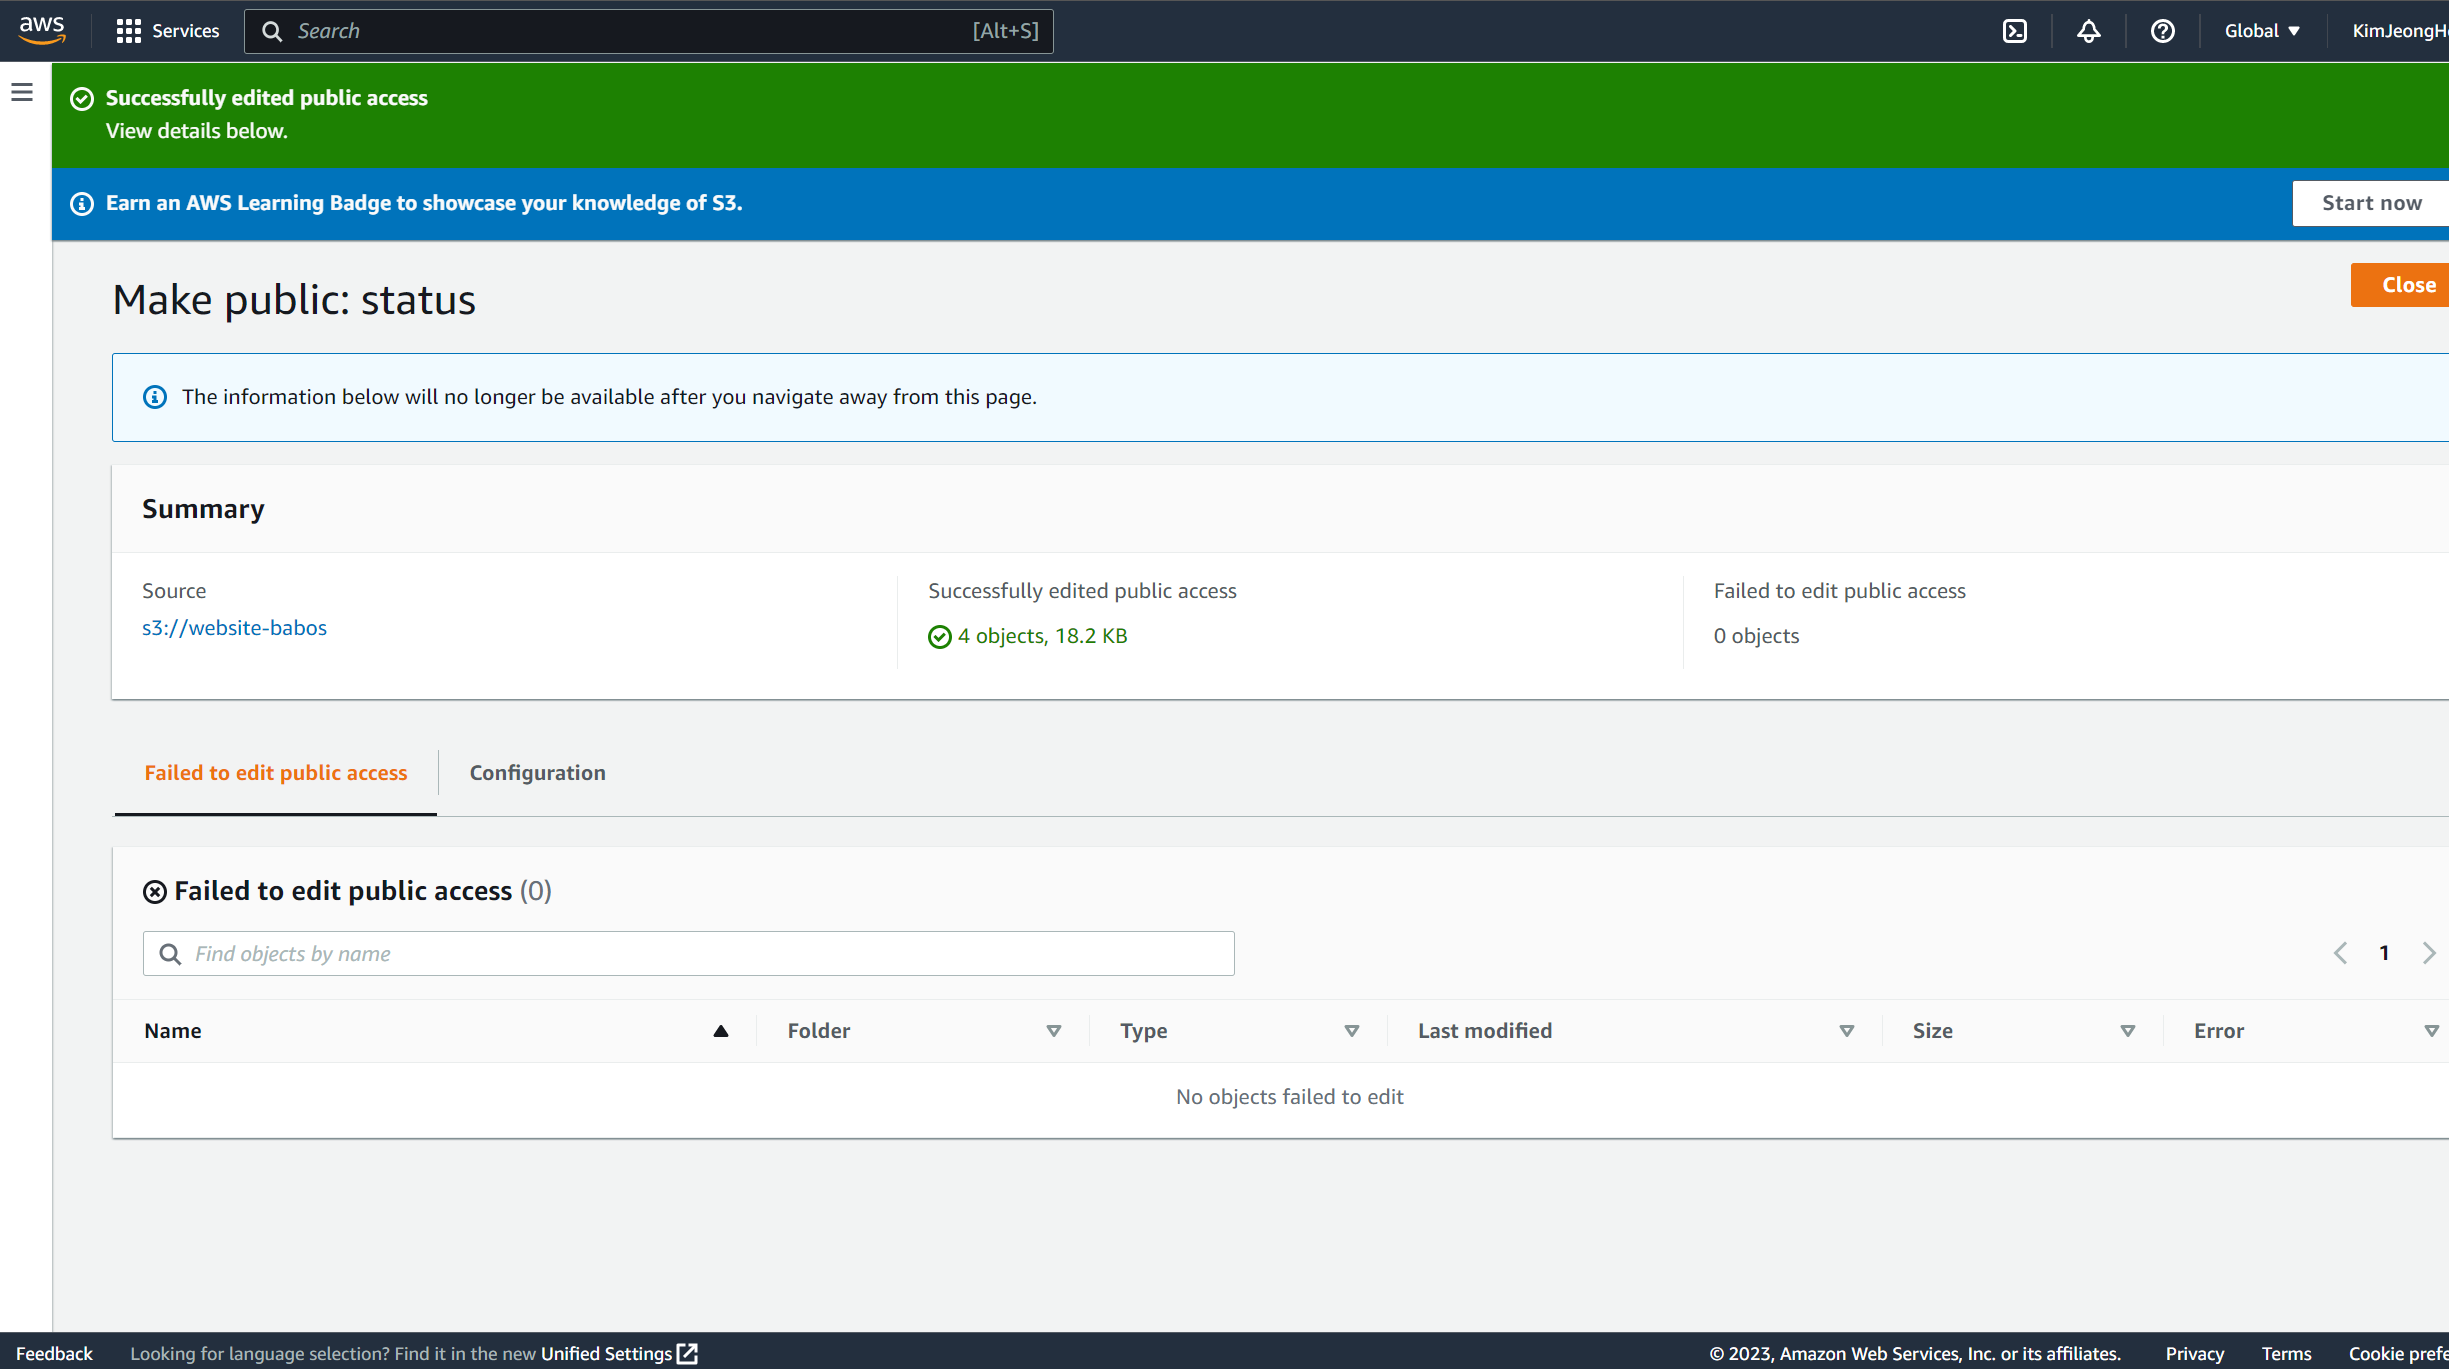 aws
Services
Search [Alt+S]
Global
KimJeongH
Successfully edited public access
View details below.
Earn an AWS Learning Badge to showcase your knowledge of S3.
Start now
Make public: status
Close
The information below will no longer be available after you navigate away from this page.
Summary
Source
s3://website-babos
Successfully edited public access
4 objects, 18.2 KB
Failed to edit public access
0 objects
Failed to edit public access
Configuration
Failed to edit public access (0)
Find objects by name
1
Name Folder Type Last modified Size Error
No objects failed to edit
Feedback
Looking for language selection? Find it in the new Unified Settings
© 2023, Amazon Web Services, Inc. or its affiliates.
Privacy
Terms
Cookie prefe